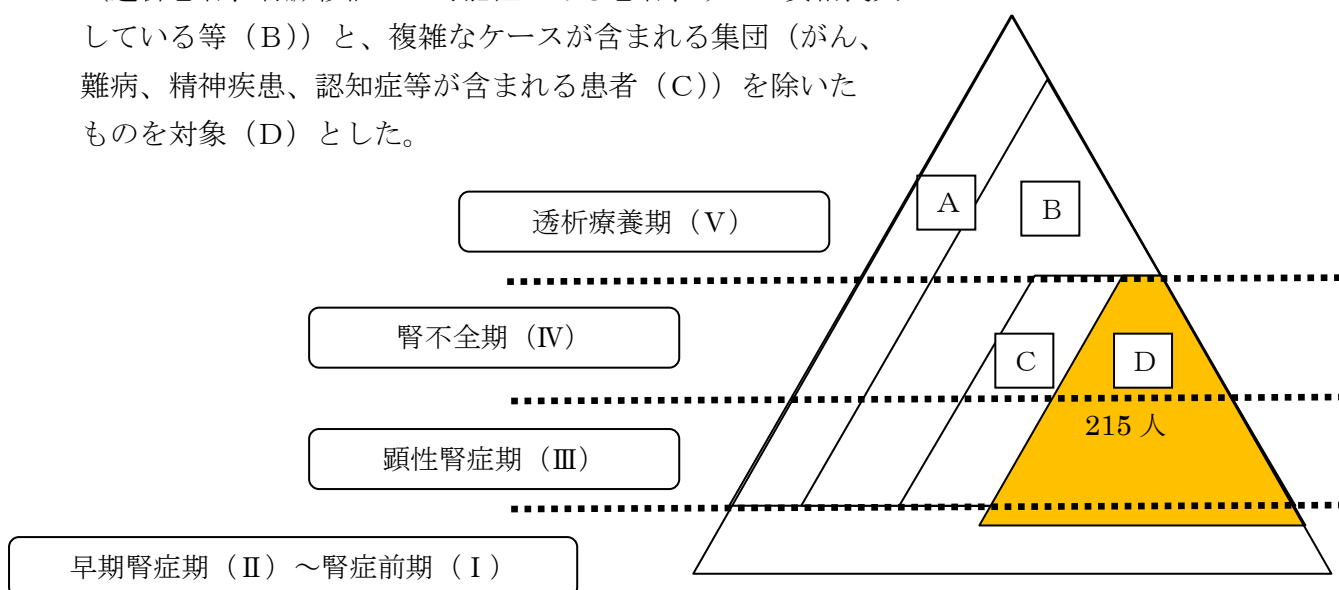 している等（Ｂ））と、複雑なケースが含まれる集団（がん、
難病、精神疾患、認知症等が含まれる患者（Ｃ））を除いた
ものを対象（Ｄ）とした。
A
B
透析療養期（Ⅴ）
腎不全期（Ⅳ）
C
D
215 人
顕性腎症期（Ⅲ）
早期腎症期（Ⅱ）～腎症前期（Ⅰ）